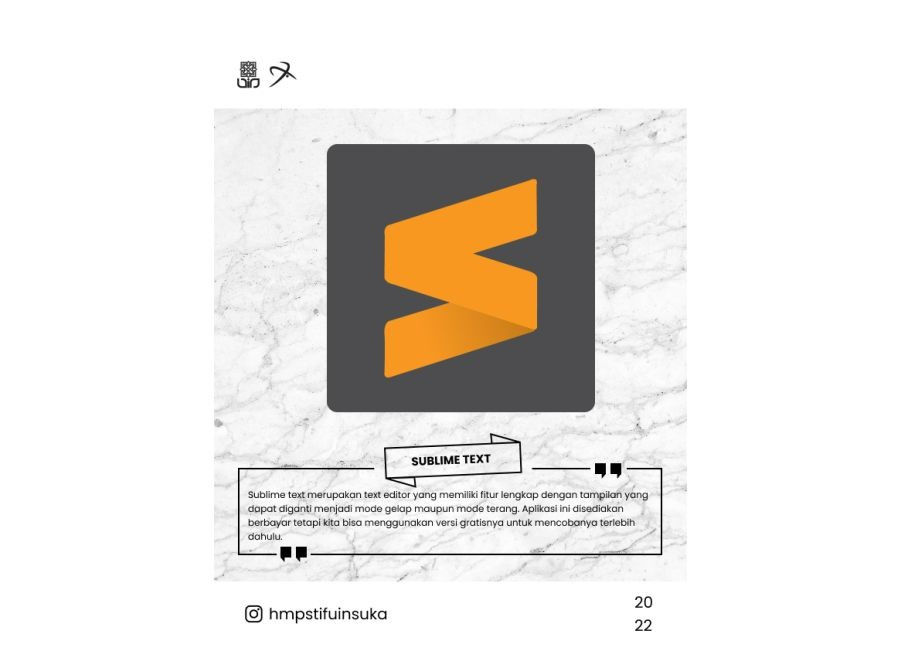 uin
SUBLIME TEXT
Sublime text merupakan text editor yang memiliki fitur lengkap dengan tampilan yang
dapat diganti menjadi mode gelap maupun mode terang. Aplikasi ini disediakan
berbayar tetapi kita bisa menggunakan versi gratisnya untuk mencobanya terlebih
dahulu.
hmpstifuinsuka
20
22